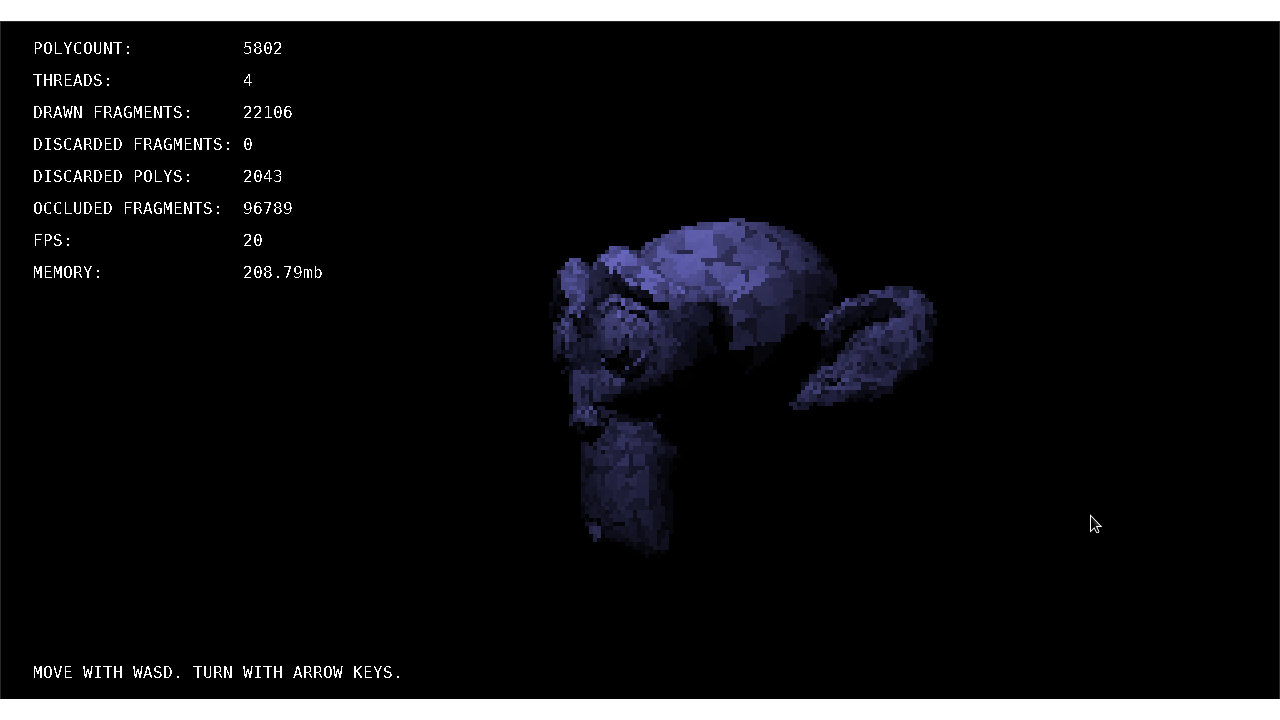 POLYCOUNT: 5802
THREADS: 4
DRAWN FRAGMENTS: 22106
DISCARDED FRAGMENTS: 0
DISCARDED POLYS: 2043
OCCLUDED FRAGMENTS: 96789
FPS: 20
MEMORY: 208.79mb
MOVE WITH WASD. TURN WITH ARROW KEYS.